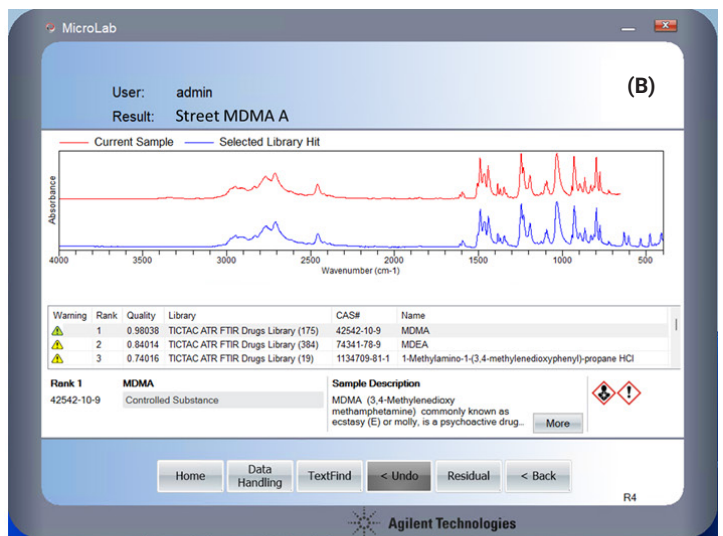 MicroLab
(B)
User: admin
Result: Street MDMA A
Current Sample Selected Library Hit
Absorbance
4000 3500 3000 2500 2000 1500 1000 500
Wavenumber (cm-1)
Warning Rank Quality Library CAS# Name
1 0.98038 TICTAC ATR FTIR Drugs Library (175) 42542-10-9 MDMA
2 0.84014 TICTAC ATR FTIR Drugs Library (384) 74341-78-9 MDEA
3 0.74016 TICTAC ATR FTIR Drugs Library (19) 1134709-81-1 1-Methylamino-1-(3,4-methylenedioxyphenyl)-propane HCl
Rank 1 MDMA Sample Description
42542-10-9 Controlled Substance MDMA (3,4-Methylenedioxy
methamphetamine) commonly known as
ecstasy (E) or molly, is a psychoactive drug...
More
Home Data Handling TextFind < Undo Residual < Back
R4
Agilent Technologies